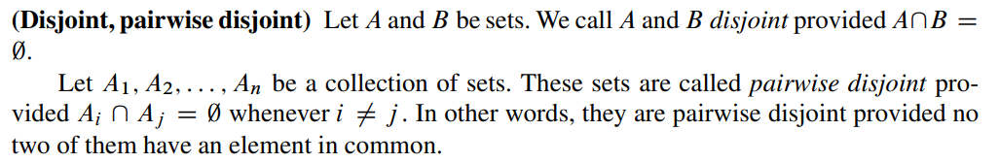 (Disjoint, pairwise disjoint) Let A and B be sets. We call A and B disjoint provided A∩B =
∅.
Let A₁, A₂, . . . , Aₙ be a collection of sets. These sets are called pairwise disjoint pro-
vided Aᵢ ∩ Aⱼ = ∅ whenever i ≠ j. In other words, they are pairwise disjoint provided no
two of them have an element in common.